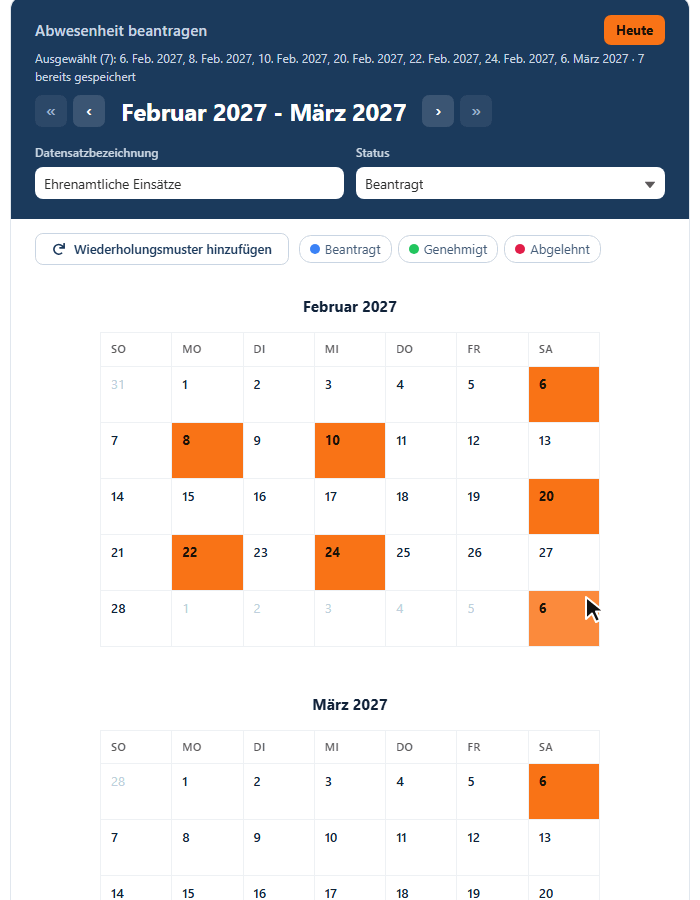 Abwesenheit beantragen
Heute
Ausgewählt (7): 6. Feb. 2027, 8. Feb. 2027, 10. Feb. 2027, 20. Feb. 2027, 22. Feb. 2027, 24. Feb. 2027, 6. März 2027 · 7
bereits gespeichert
« ‹ Februar 2027 - März 2027 › »
Datensatzbezeichnung Status
Ehrenamtliche Einsätze Beantragt
Wiederholungsmuster hinzufügen Beantragt Genehmigt Abgelehnt
Februar 2027
SO MO DI MI DO FR SA
31 1 2 3 4 5 6
7 8 9 10 11 12 13
14 15 16 17 18 19 20
21 22 23 24 25 26 27
28 1 2 3 4 5 6
März 2027
SO MO DI MI DO FR SA
28 1 2 3 4 5 6
7 8 9 10 11 12 13
14 15 16 17 18 19 20